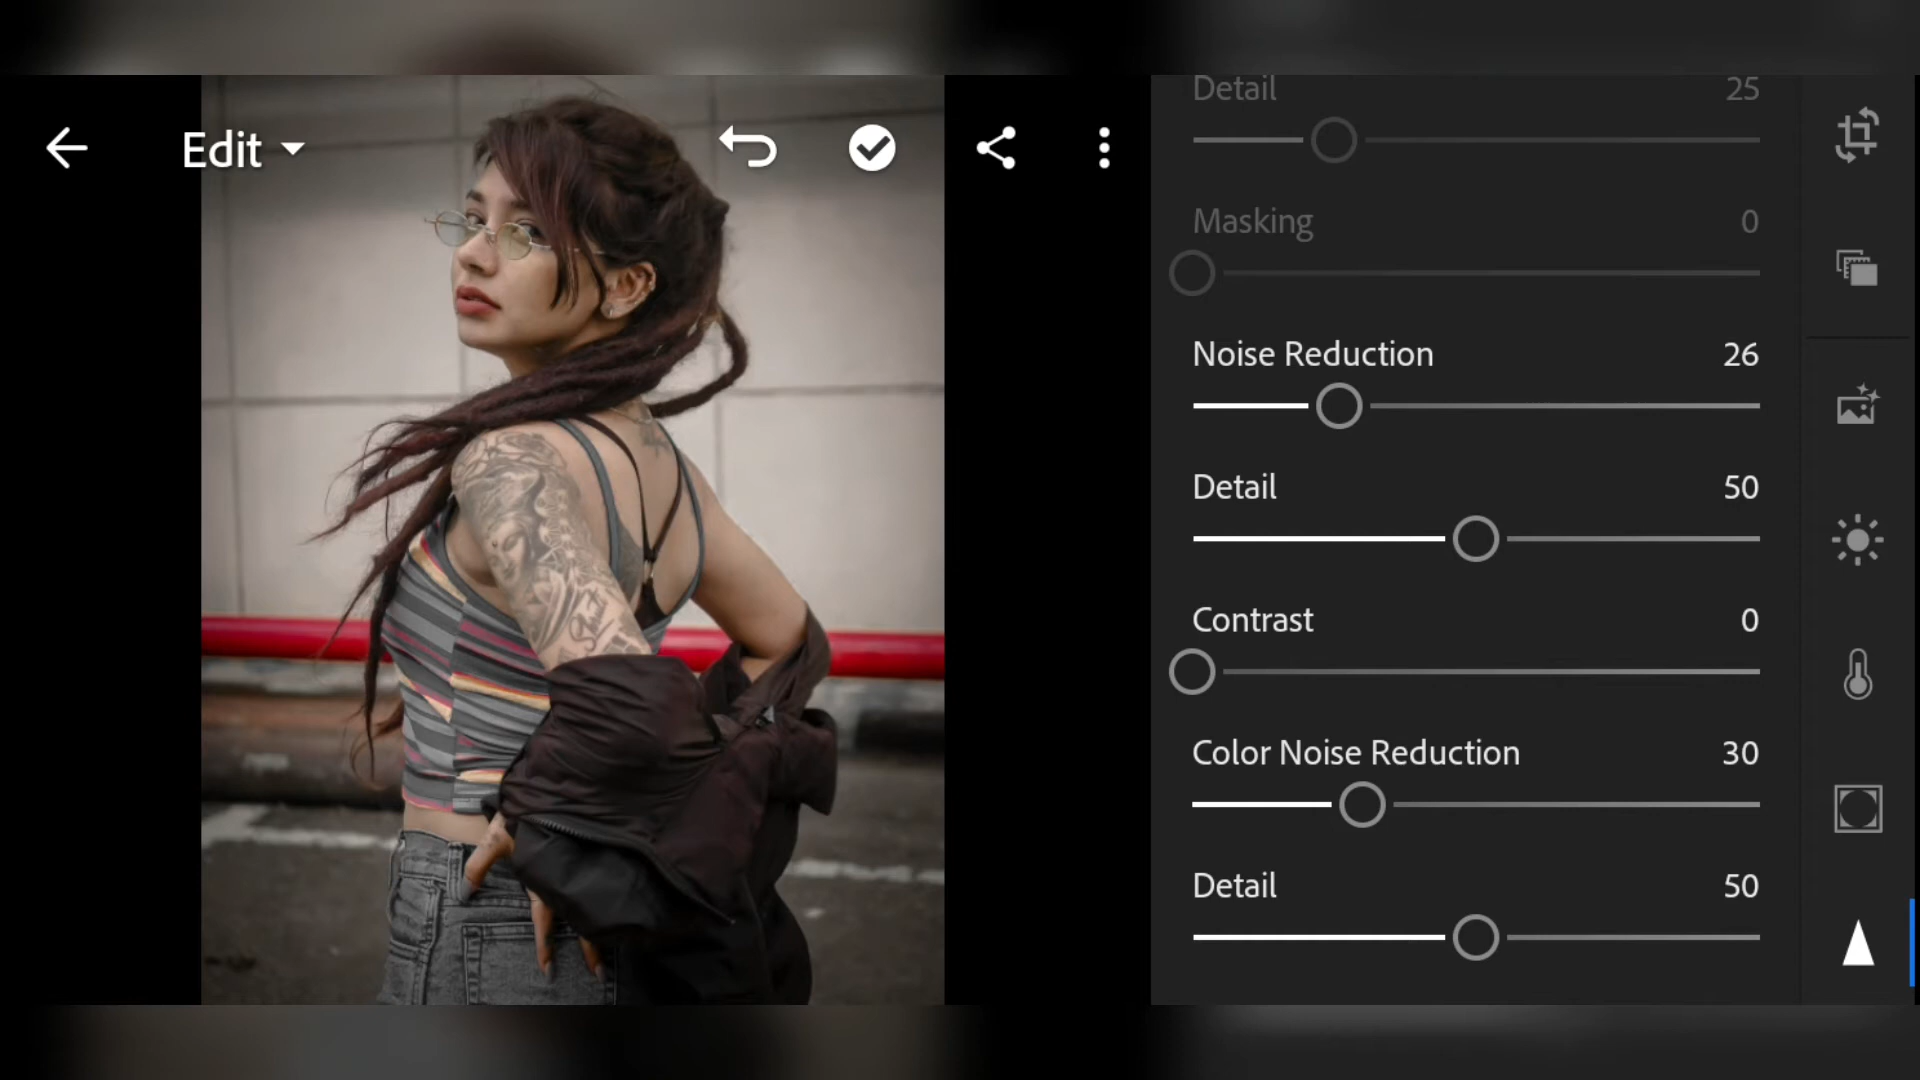 Edit
Detail 25
Masking 0
Noise Reduction 26
Detail 50
Contrast 0
Color Noise Reduction 30
Detail 50